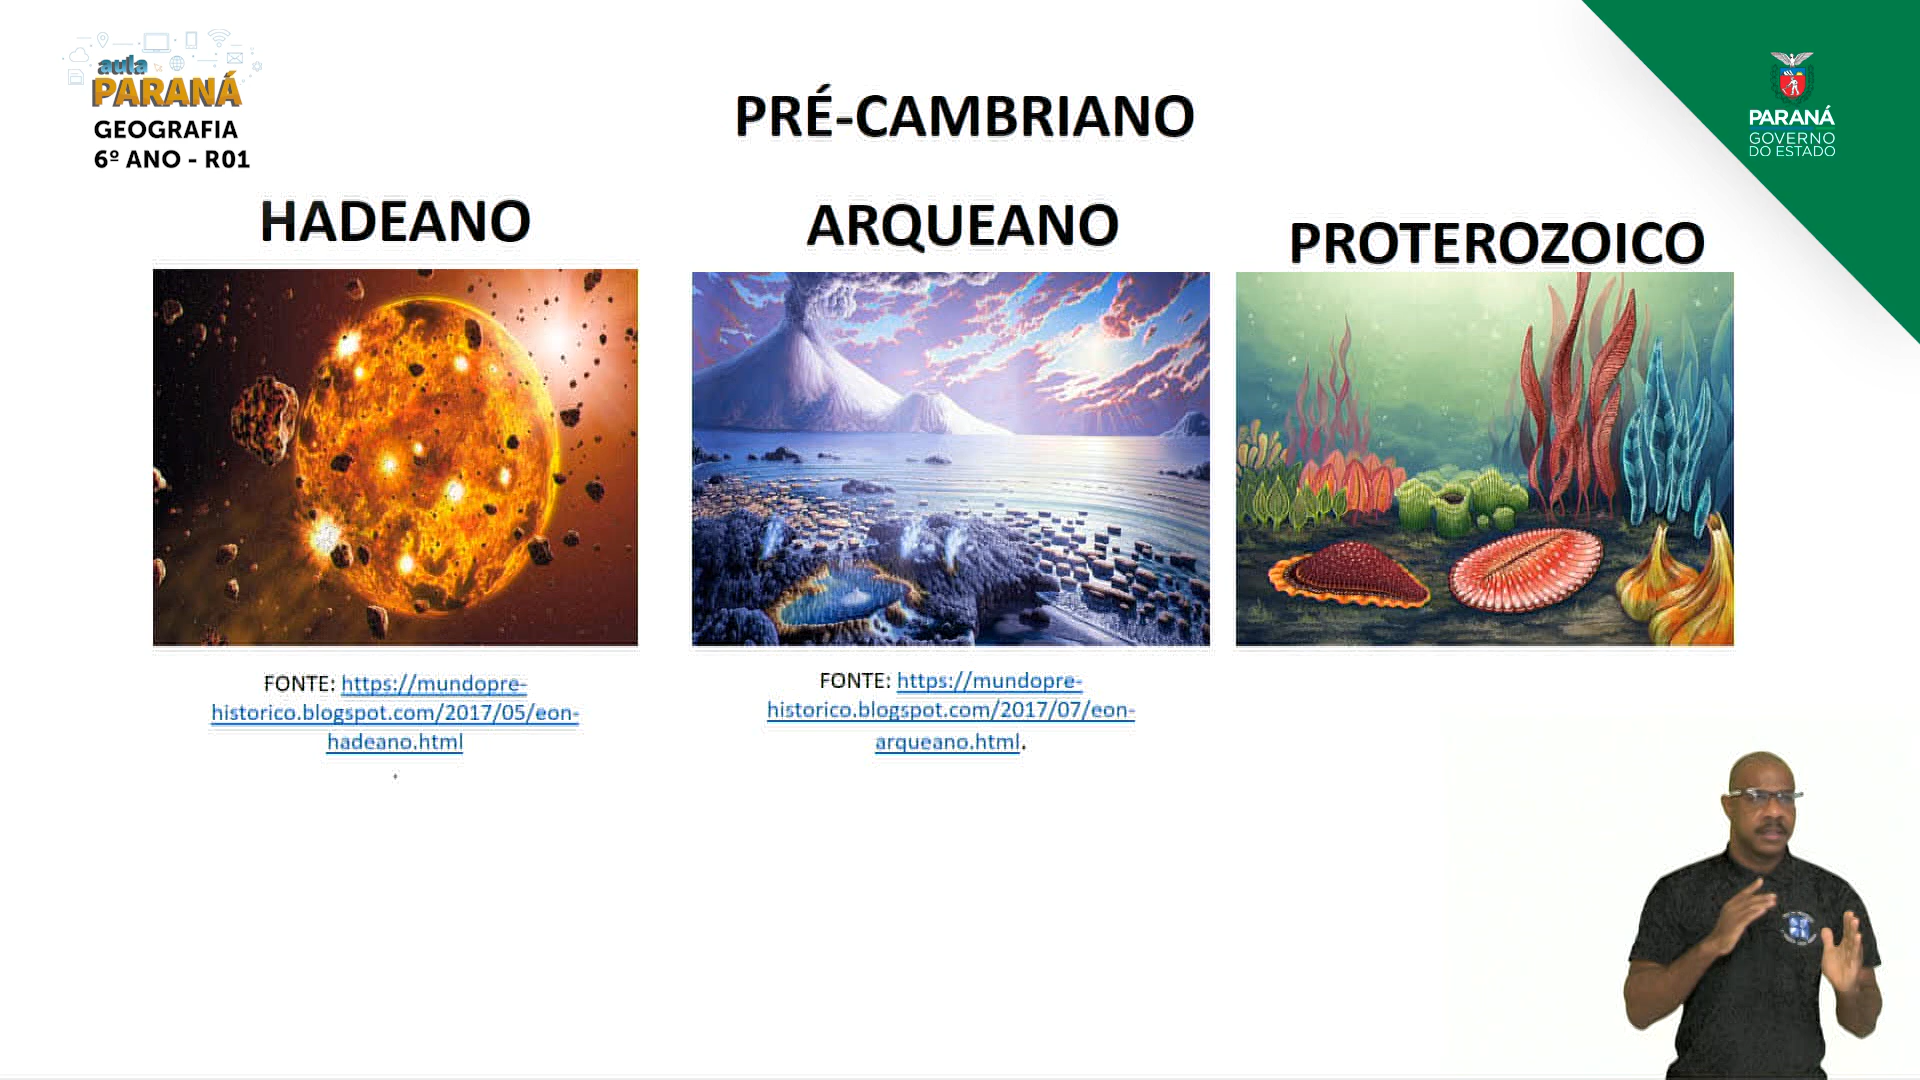 aula
PARANÁ
GEOGRAFIA
6º ANO - R01
PRÉ-CAMBRIANO
PARANÁ
GOVERNO
DO ESTADO
HADEANO
ARQUEANO
PROTEROZOICO
FONTE: https://mundopre-
historico.blogspot.com/2017/05/eon-
hadeano.html
.
FONTE: https://mundopre-
historico.blogspot.com/2017/07/eon-
arqueano.html.